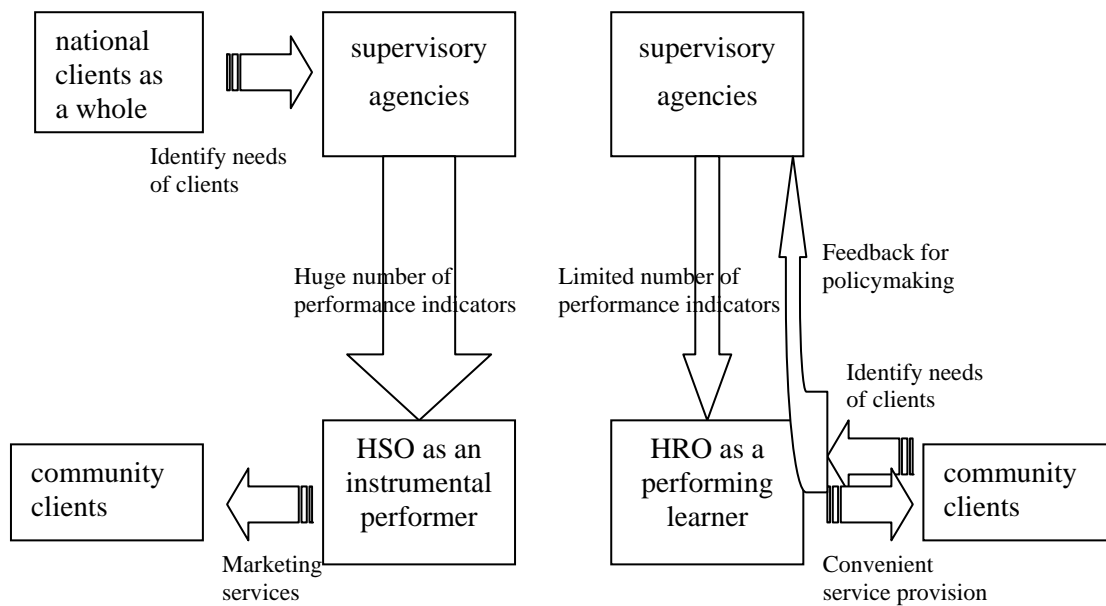 national
clients as
a whole
supervisory
agencies
Identify needs
of clients
Huge number of
performance indicators
HSO as an
instrumental
performer
community
clients
Marketing
services
supervisory
agencies
Limited number of
performance indicators
Feedback for
policymaking
Identify needs
of clients
HRO as a
performing
learner
community
clients
Convenient
service provision